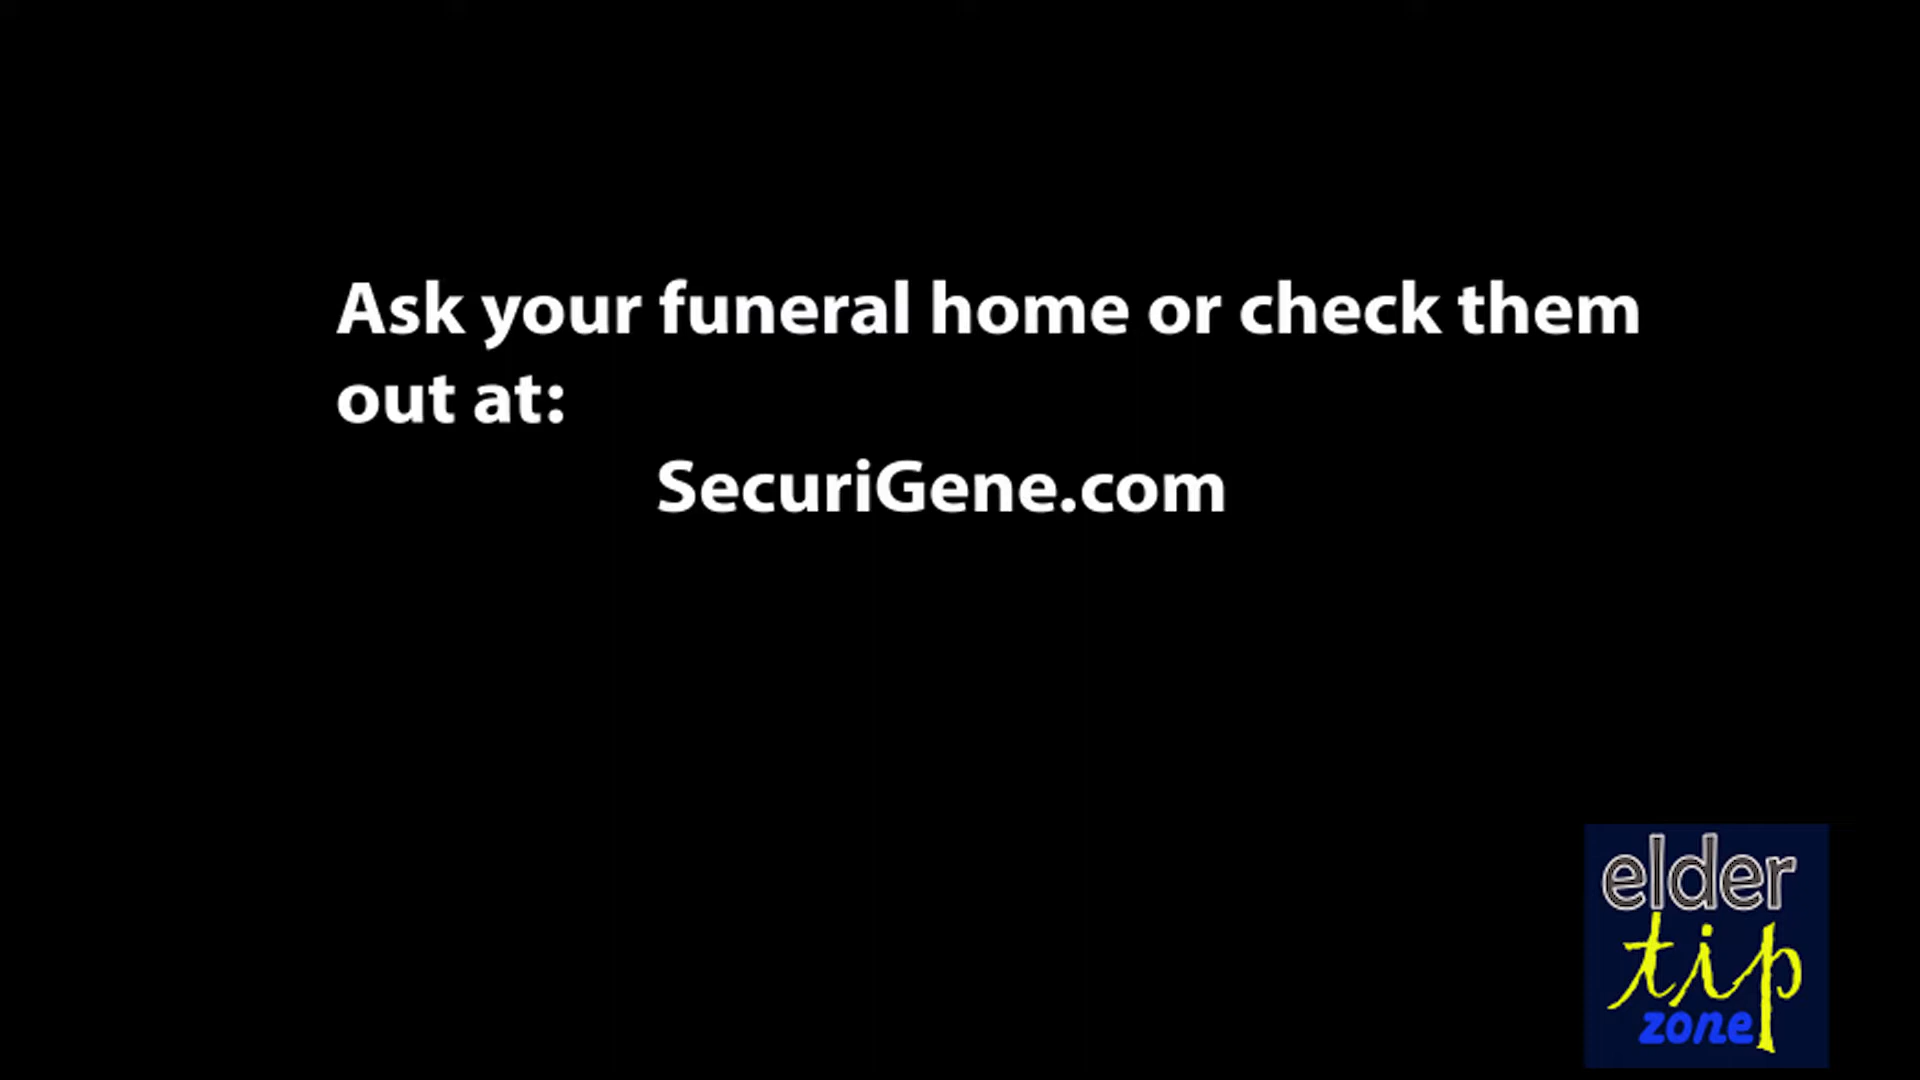 Ask your funeral home or check them
out at:
SecuriGene.com
elder
tip
zone